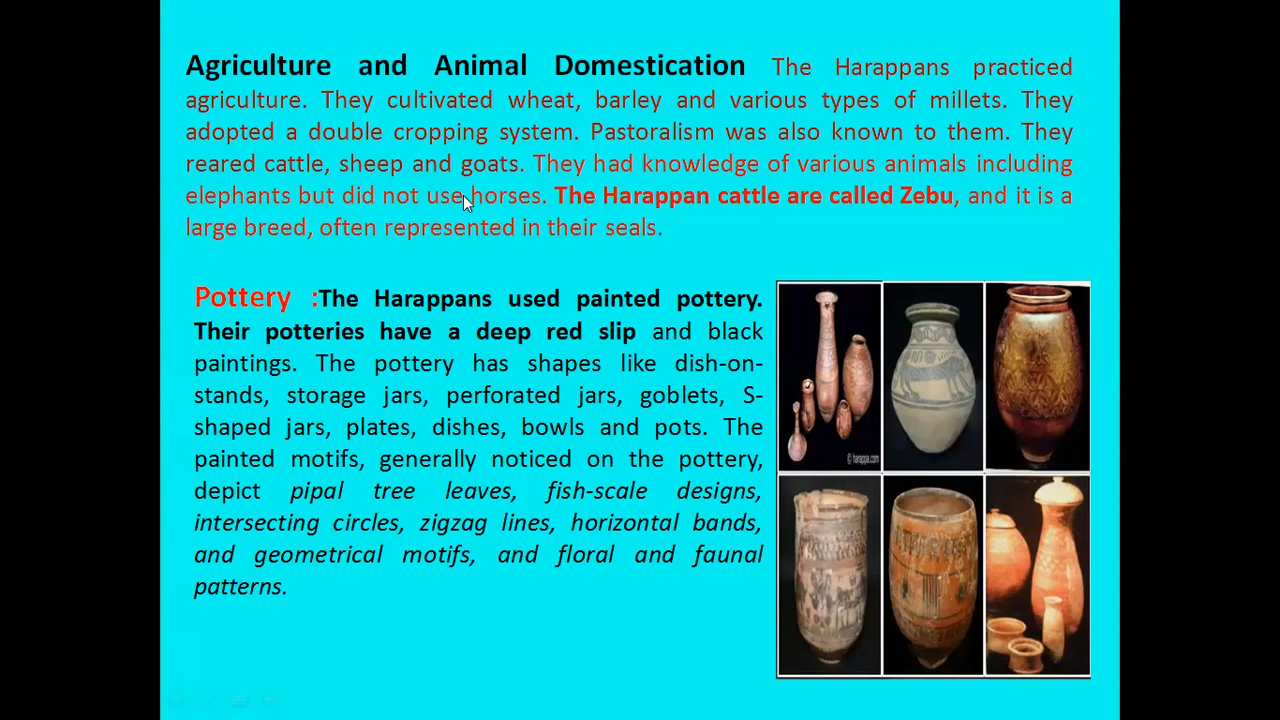 Agriculture and Animal Domestication The Harappans practiced
agriculture. They cultivated wheat, barley and various types of millets. They
adopted a double cropping system. Pastoralism was also known to them. They
reared cattle, sheep and goats. They had knowledge of various animals including
elephants but did not use horses. The Harappan cattle are called Zebu, and it is a
large breed, often represented in their seals.
Pottery :The Harappans used painted pottery.
Their potteries have a deep red slip and black
paintings. The pottery has shapes like dish-on-
stands, storage jars, perforated jars, goblets, S-
shaped jars, plates, dishes, bowls and pots. The
painted motifs, generally noticed on the pottery,
depict pipal tree leaves, fish-scale designs,
intersecting circles, zigzag lines, horizontal bands,
and geometrical motifs, and floral and faunal
patterns.
© harappa.com